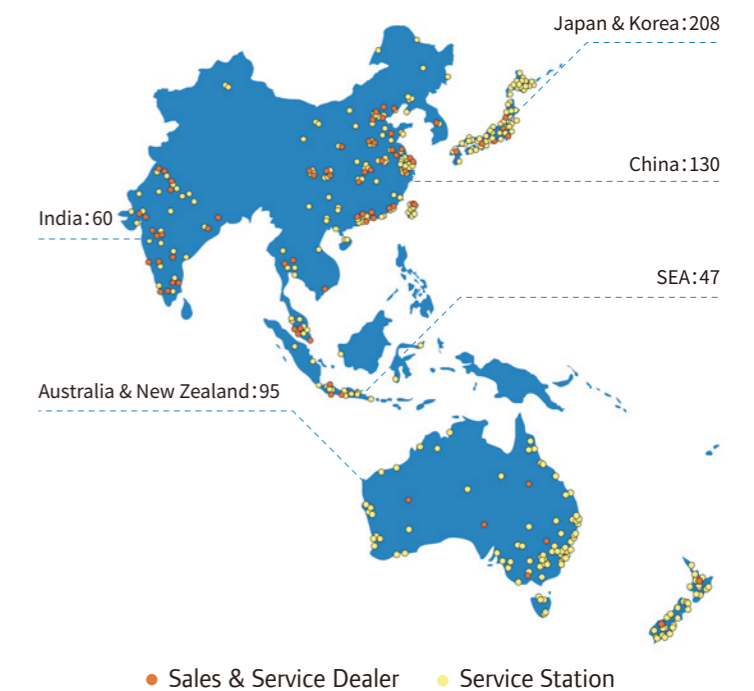 Japan & Korea:208
China:130
India:60
SEA:47
Australia & New Zealand:95
Sales & Service Dealer
Service Station